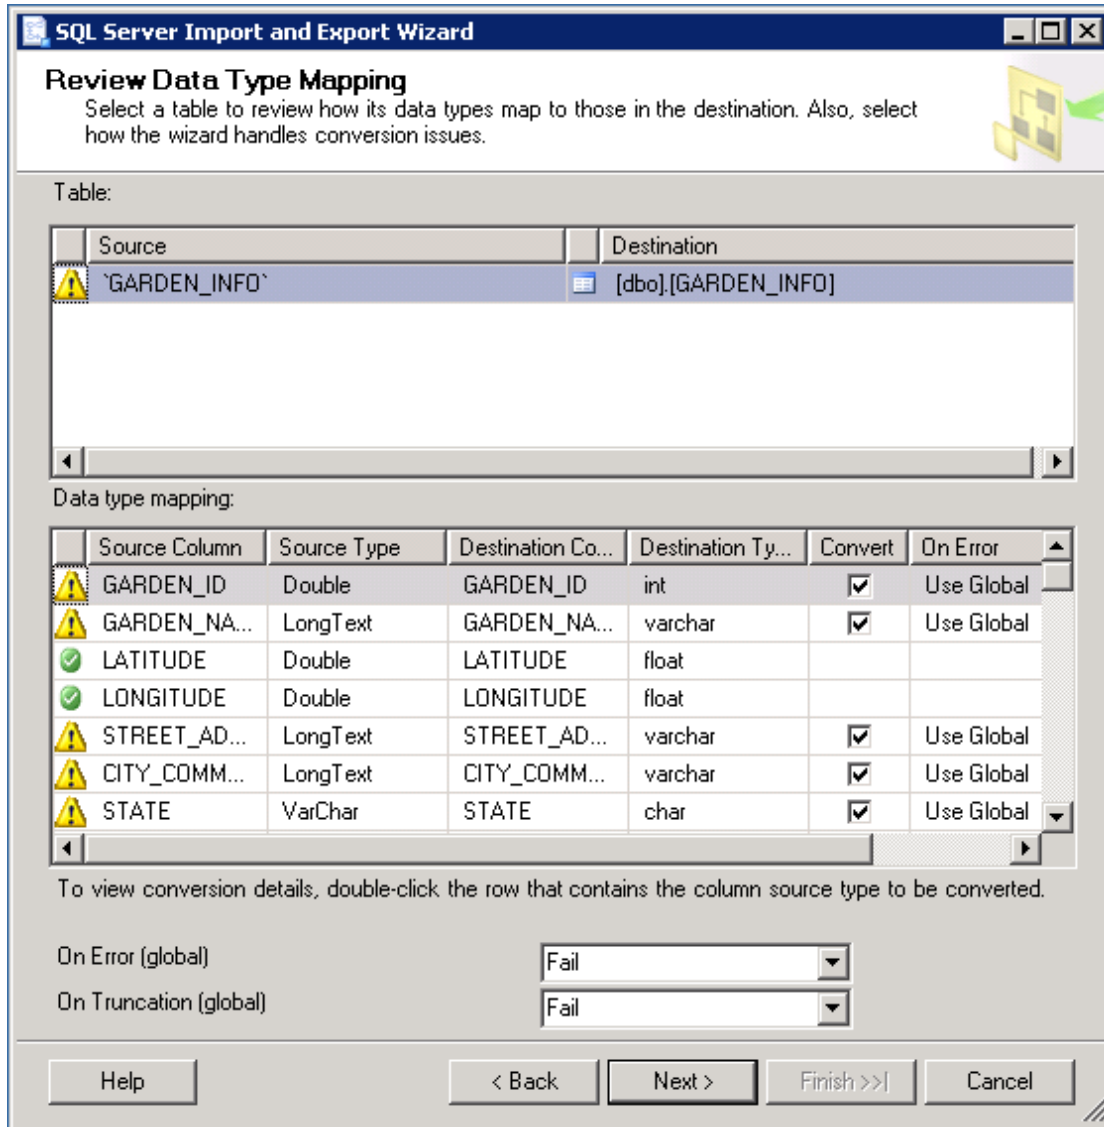 SQL Server Import and Export Wizard
Review Data Type Mapping
Select a table to review how its data types map to those in the destination. Also, select
how the wizard handles conversion issues.
Table:
Source Destination
`GARDEN_INFO` [dbo].[GARDEN_INFO]
Data type mapping:
Source Column Source Type Destination Co... Destination Ty... Convert On Error
GARDEN_ID Double GARDEN_ID int Use Global
GARDEN_NA... LongText GARDEN_NA... varchar Use Global
LATITUDE Double LATITUDE float
LONGITUDE Double LONGITUDE float
STREET_AD... LongText STREET_AD... varchar Use Global
CITY_COMM... LongText CITY_COMM... varchar Use Global
STATE VarChar STATE char Use Global
To view conversion details, double-click the row that contains the column source type to be converted.
On Error (global) Fail
On Truncation (global) Fail
Help < Back Next > Finish >>| Cancel